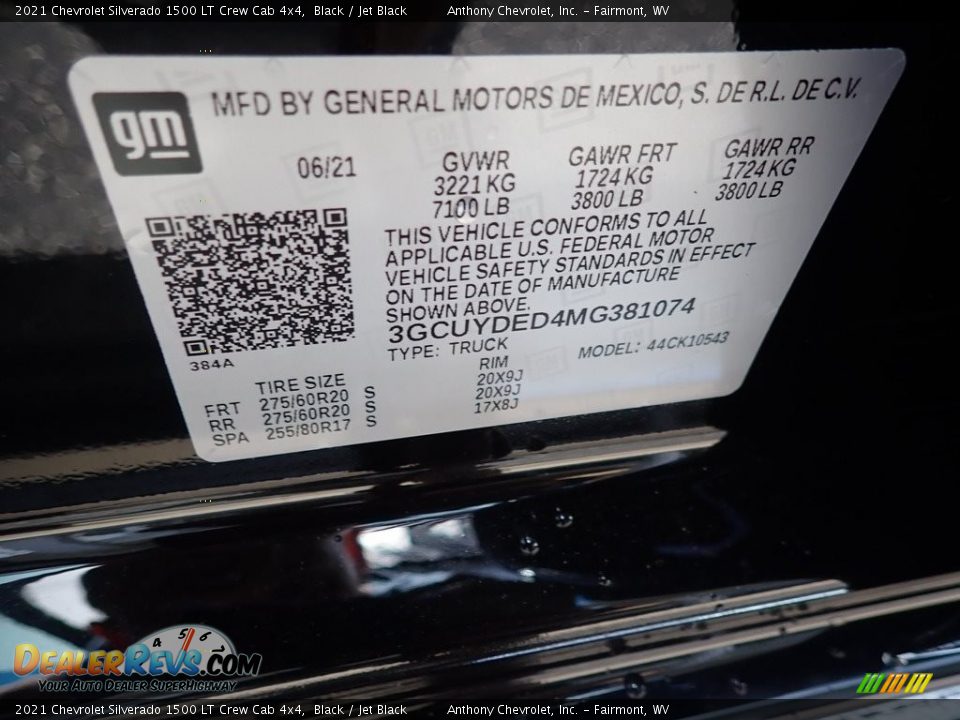 2021 Chevrolet Silverado 1500 LT Crew Cab 4x4, Black / Jet Black Anthony Chevrolet, Inc. – Fairmont, WV
gm
MFD BY GENERAL MOTORS DE MEXICO, S. DE R.L. DE C.V.
06/21 GVWR GAWR FRT GAWR RR
3221 KG 1724 KG 1724 KG
7100 LB 3800 LB 3800 LB
THIS VEHICLE CONFORMS TO ALL
APPLICABLE U.S. FEDERAL MOTOR
VEHICLE SAFETY STANDARDS IN EFFECT
ON THE DATE OF MANUFACTURE
SHOWN ABOVE.
3GCUYDED4MG381074
TYPE: TRUCK MODEL: 44CK10543
384A
TIRE SIZE RIM
FRT 275/60R20 S 20X9J
RR 275/60R20 S 20X9J
SPA 255/80R17 S 17X8J
4 5 6
DEALERREVS.COM
YOUR AUTO DEALER SUPERHIGHWAY
2021 Chevrolet Silverado 1500 LT Crew Cab 4x4, Black / Jet Black Anthony Chevrolet, Inc. – Fairmont, WV